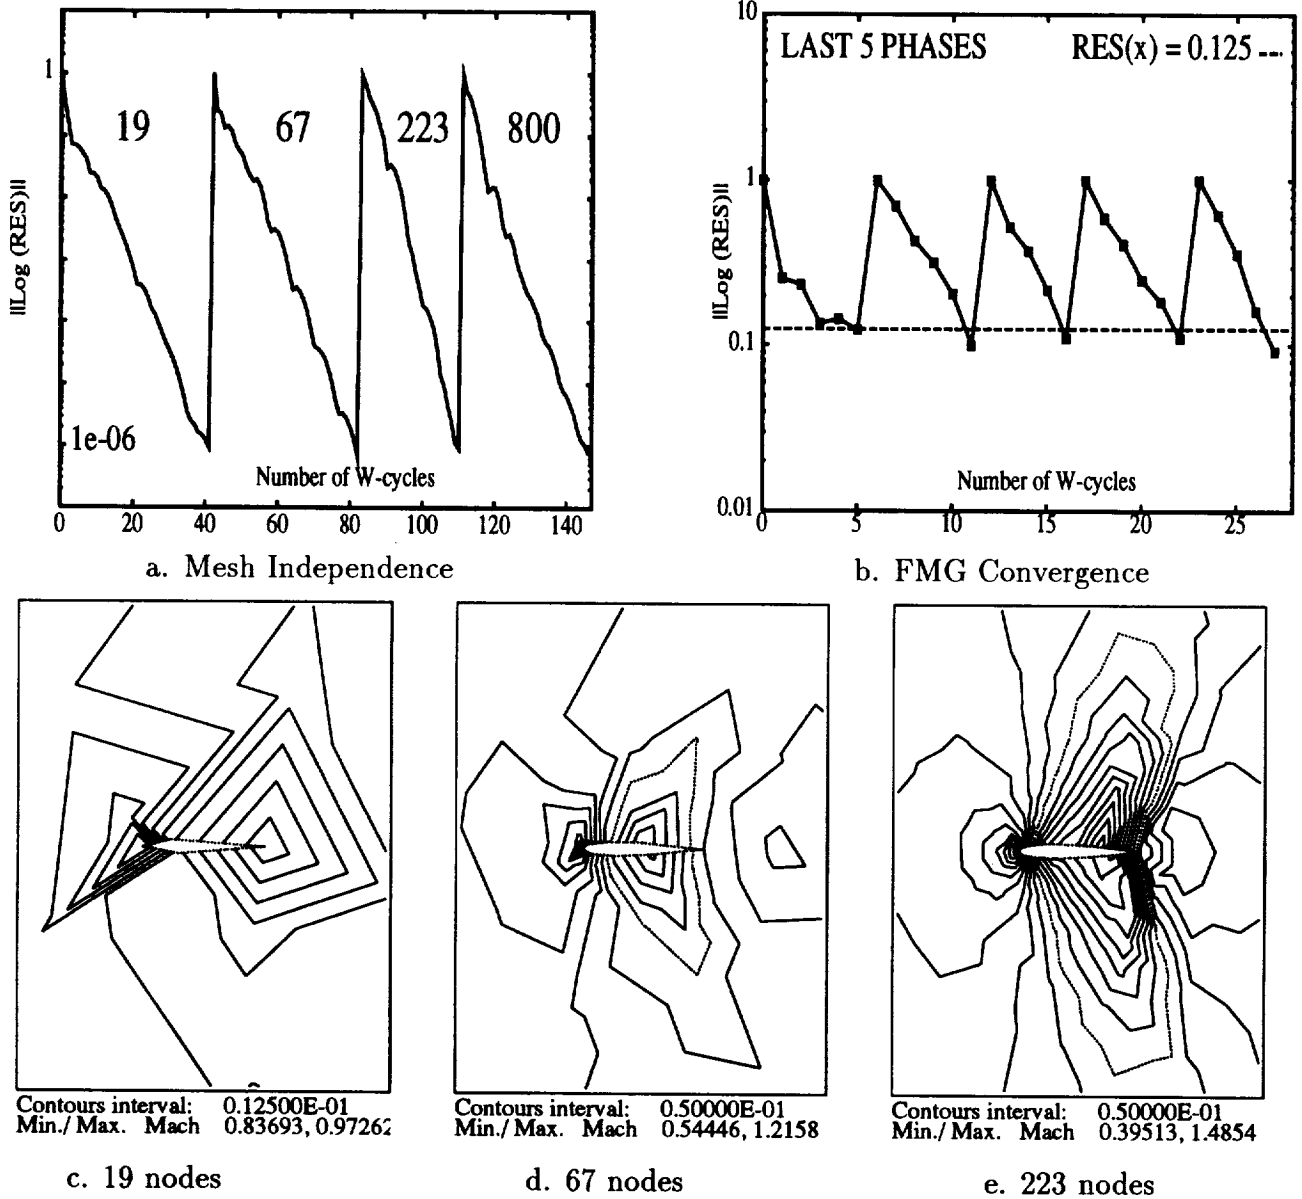 1
19
67
223
800
||Log (RES)||
1e-06
Number of W-cycles
0 20 40 60 80 100 120 140
a. Mesh Independence
10
LAST 5 PHASES RES(x) = 0.125
1
||Log (RES)||
0.1
Number of W-cycles
0.01
0 5 10 15 20 25
b. FMG Convergence
Contours interval: 0.12500E-01
Min./ Max. Mach 0.83693, 0.97262
c. 19 nodes
Contours interval: 0.50000E-01
Min./ Max. Mach 0.54446, 1.2158
d. 67 nodes
Contours interval: 0.50000E-01
Min./ Max. Mach 0.39513, 1.4854
e. 223 nodes